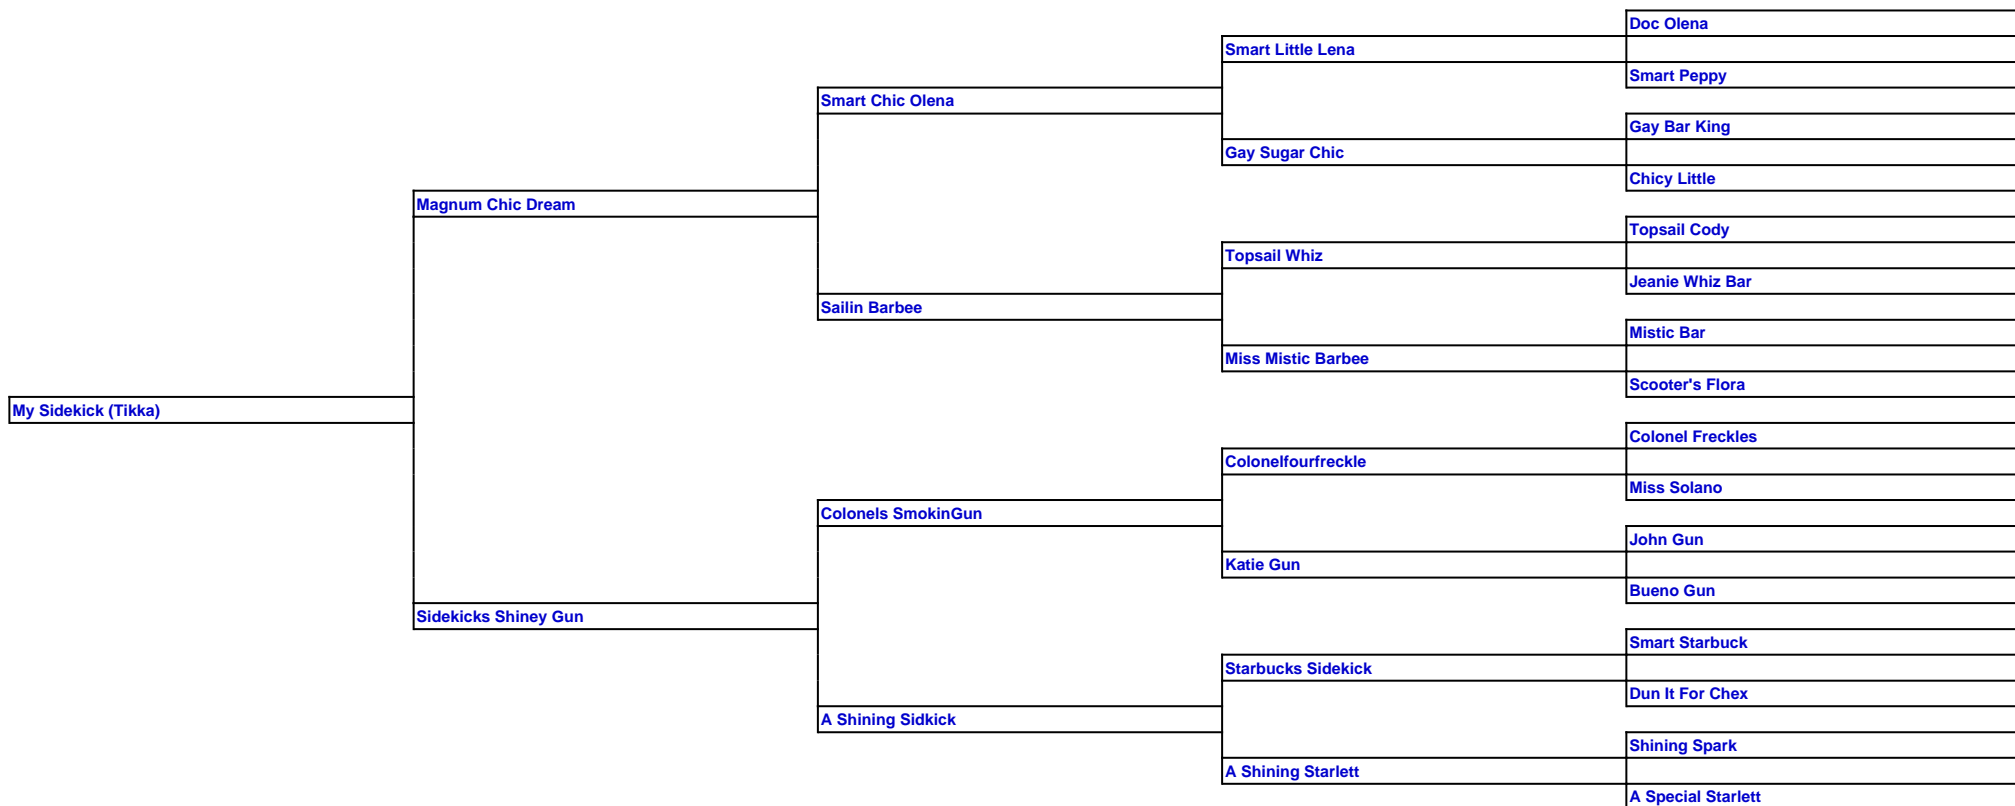 Doc Olena
Smart Little Lena
Smart Peppy
Smart Chic Olena
Gay Bar King
Gay Sugar Chic
Chicy Little
Magnum Chic Dream
Topsail Cody
Topsail Whiz
Jeanie Whiz Bar
Sailin Barbee
Mistic Bar
Miss Mistic Barbee
Scooter's Flora
My Sidekick (Tikka)
Colonel Freckles
Colonelfourfreckle
Miss Solano
Colonels SmokinGun
John Gun
Katie Gun
Bueno Gun
Sidekicks Shiney Gun
Smart Starbuck
Starbucks Sidekick
Dun It For Chex
A Shining Sidkick
Shining Spark
A Shining Starlett
A Special Starlett